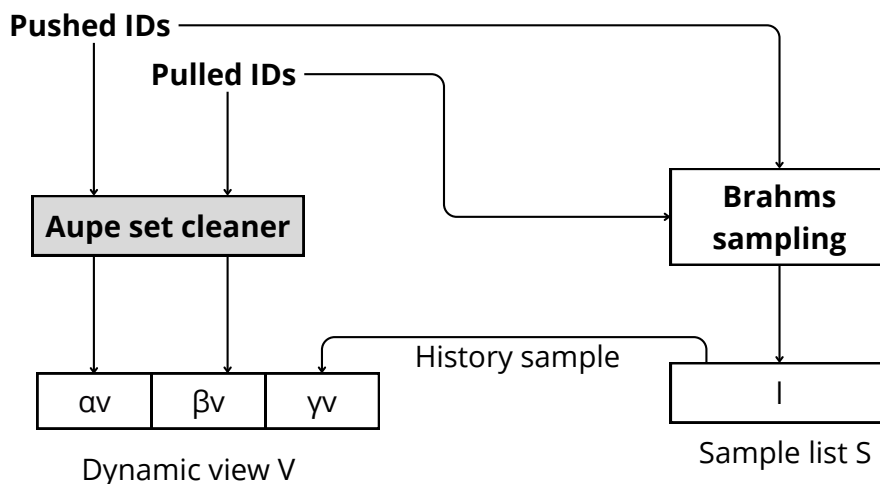 Pushed IDs
Pulled IDs
Brahms
sampling
Aupe set cleaner
History sample
αv
βv
γv
l
Sample list S
Dynamic view V